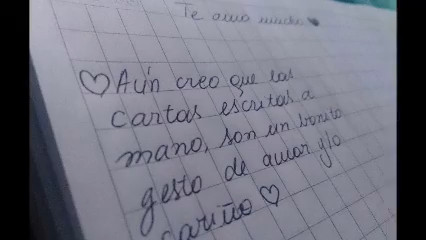 Te amo mucho
♡ Aún creo que las
cartas escritas a
mano, son un bonito
gesto de amor y/o
cariño ♡